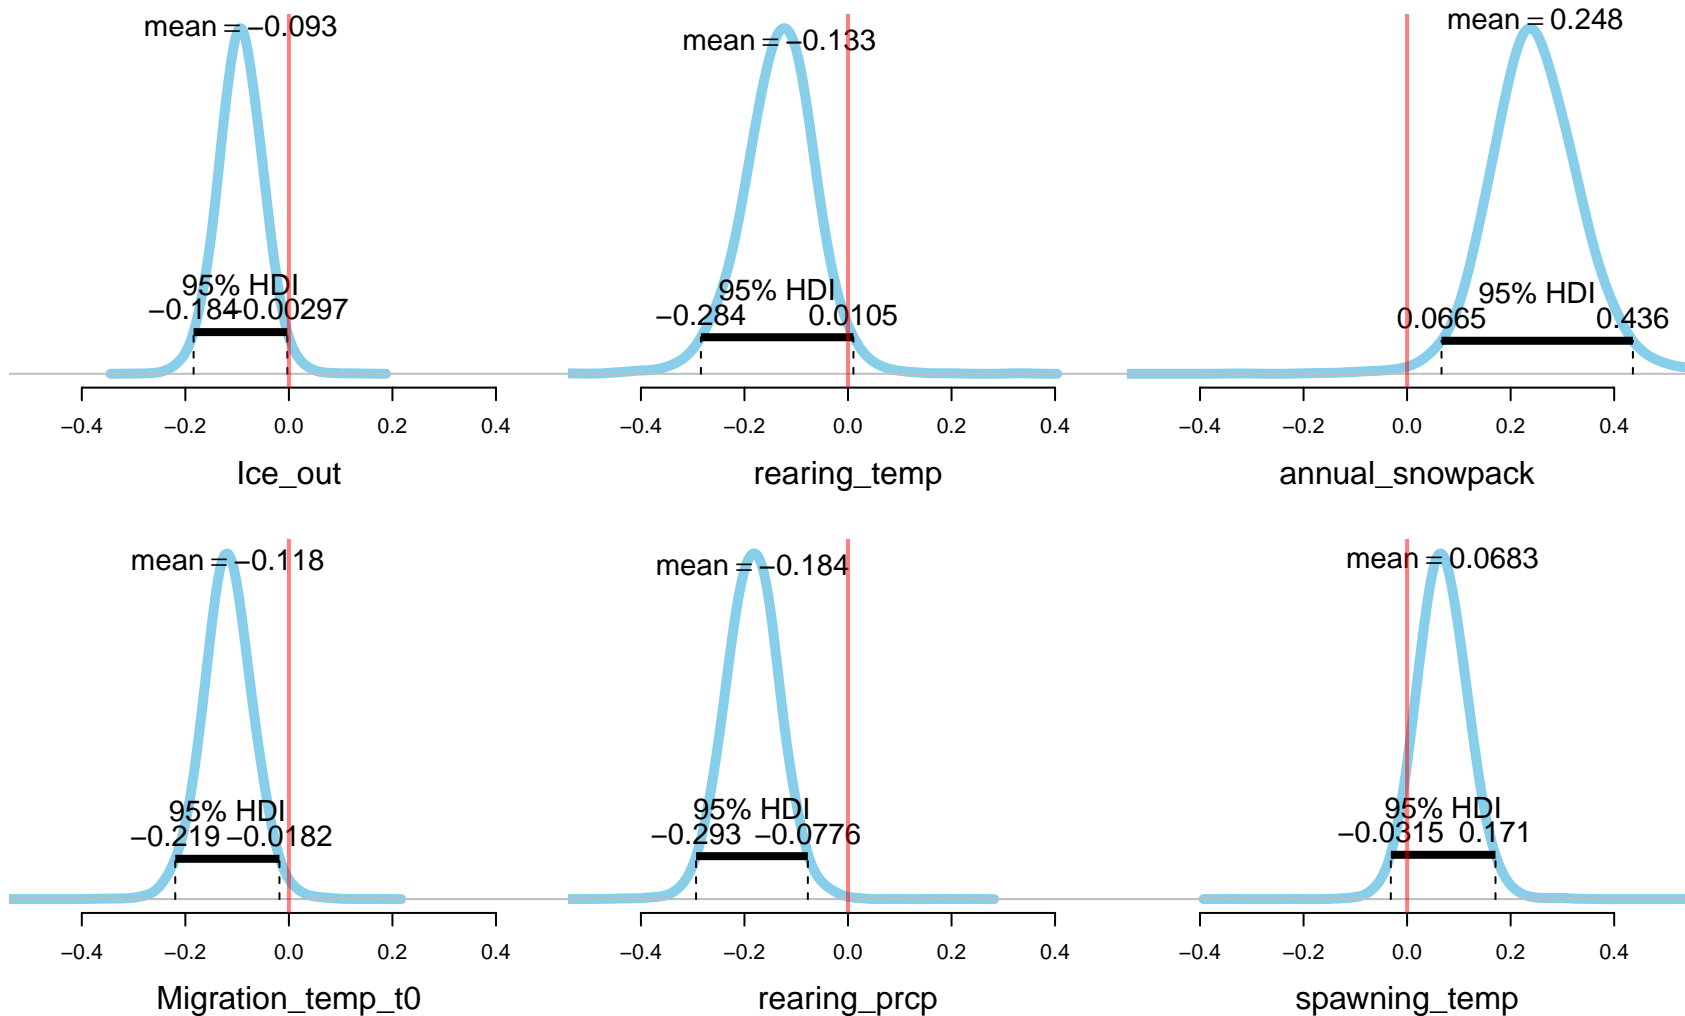 mean = −0.093
95% HDI
−0.184 −0.00297
−0.4 −0.2 0.0 0.2 0.4
Ice_out
mean = −0.133
95% HDI
−0.284 0.0105
−0.4 −0.2 0.0 0.2 0.4
rearing_temp
mean = 0.248
95% HDI
0.0665 0.436
−0.4 −0.2 0.0 0.2 0.4
annual_snowpack
mean = −0.118
95% HDI
−0.219 −0.0182
−0.4 −0.2 0.0 0.2 0.4
Migration_temp_t0
mean = −0.184
95% HDI
−0.293 −0.0776
−0.4 −0.2 0.0 0.2 0.4
rearing_prcp
mean = 0.0683
95% HDI
−0.0315 0.171
−0.4 −0.2 0.0 0.2 0.4
spawning_temp